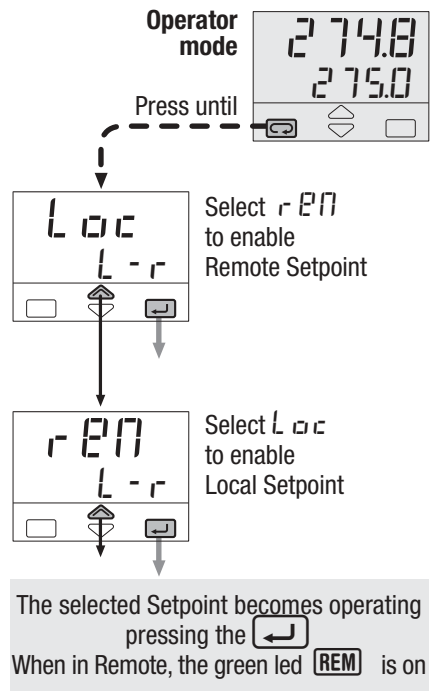 Operator
mode
274.8
275.0
Press until
Loc
L-r
Select rEM
to enable
Remote Setpoint
rEM
L-r
Select Loc
to enable
Local Setpoint
The selected Setpoint becomes operating
pressing the
When in Remote, the green led REM is on